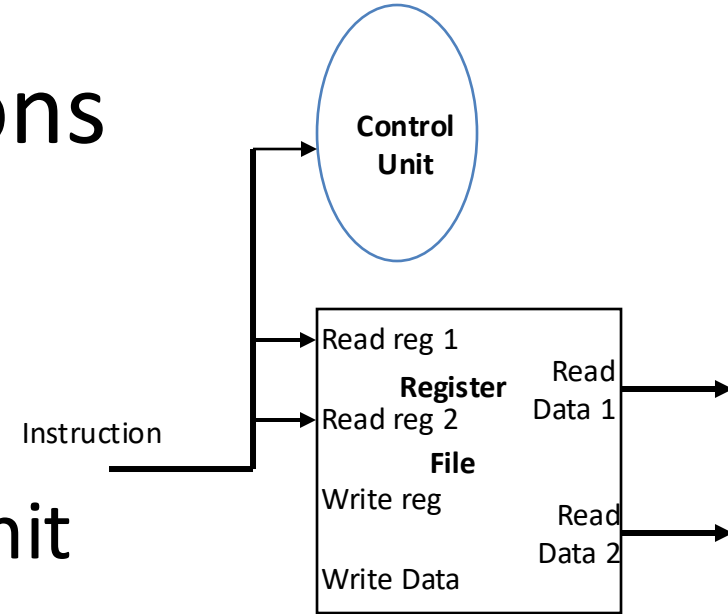 ons
Control
Unit
Read reg 1
Register
Read
Data 1
Read reg 2
Instruction
File
Write reg
nit
Read
Data 2
Write Data